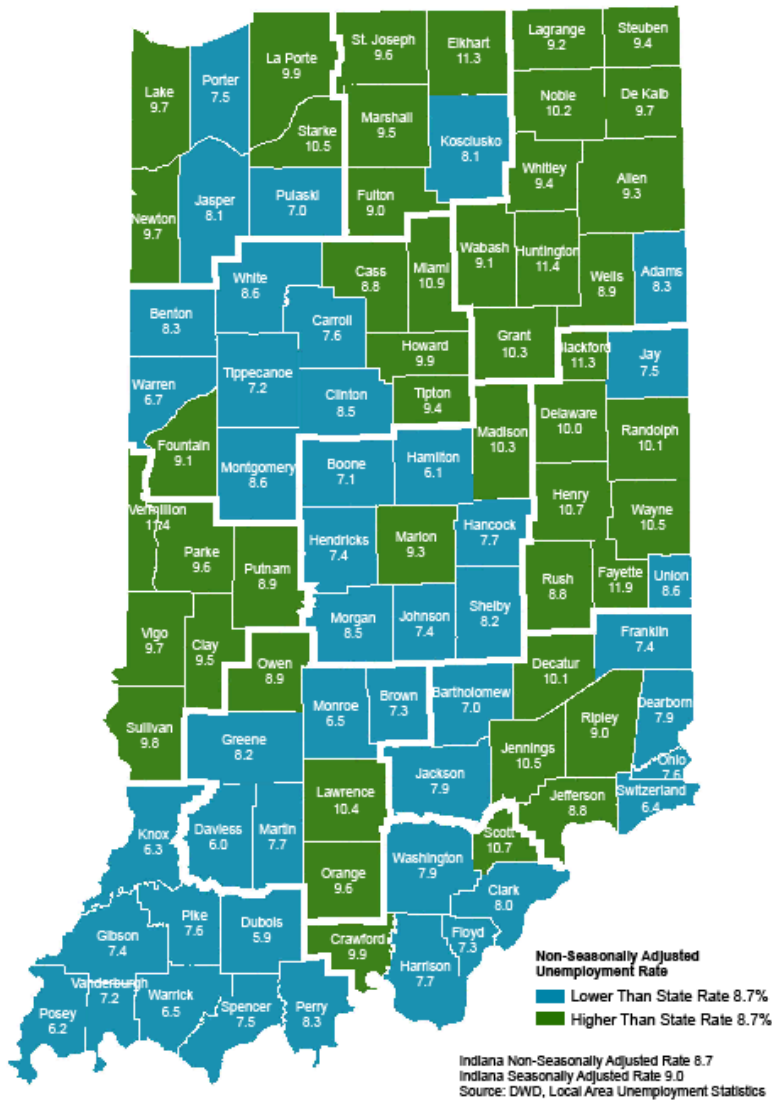 Lake
9.7
Porter
7.5
La Porte
9.9
St. Joseph
9.6
Elkhart
11.3
Lagrange
9.2
Steuben
9.4
Noble
10.2
De Kalb
9.7
Starke
10.5
Marshall
9.5
Kosciusko
8.1
Whitley
9.4
Allen
9.3
Newton
9.7
Jasper
8.1
Pulaski
7.0
Fulton
9.0
Wabash
9.1
Huntington
11.4
Wells
8.9
Adams
8.3
White
8.6
Cass
8.8
Miami
10.9
Benton
8.3
Carroll
7.6
Howard
9.9
Grant
10.3
Blackford
11.3
Jay
7.5
Warren
6.7
Tippecanoe
7.2
Clinton
8.5
Tipton
9.4
Fountain
9.1
Montgomery
8.6
Boone
7.1
Hamilton
6.1
Madison
10.3
Delaware
10.0
Randolph
10.1
Vermillion
11.4
Parke
9.6
Putnam
8.9
Hendricks
7.4
Marion
9.3
Hancock
7.7
Henry
10.7
Wayne
10.5
Rush
8.8
Fayette
11.9
Union
8.6
Vigo
9.7
Clay
9.5
Owen
8.9
Morgan
8.5
Johnson
7.4
Shelby
8.2
Franklin
7.4
Decatur
10.1
Sullivan
9.8
Greene
8.2
Monroe
6.5
Brown
7.3
Bartholomew
7.0
Jennings
10.5
Ripley
9.0
Dearborn
7.9
Ohio
7.6
Switzerland
6.4
Jackson
7.9
Lawrence
10.4
Jefferson
8.8
Knox
6.3
Daviess
6.0
Martin
7.7
Orange
9.6
Washington
7.9
Scott
10.7
Clark
8.0
Gibson
7.4
Pike
7.6
Dubois
5.9
Crawford
9.9
Floyd
7.3
Harrison
7.7
Posey
6.2
Vanderburgh
7.2
Warrick
6.5
Spencer
7.5
Perry
8.3
Non-Seasonally Adjusted
Unemployment Rate
Lower Than State Rate 8.7%
Higher Than State Rate 8.7%
Indiana Non-Seasonally Adjusted Rate 8.7
Indiana Seasonally Adjusted Rate 9.0
Source: DWD, Local Area Unemployment Statistics